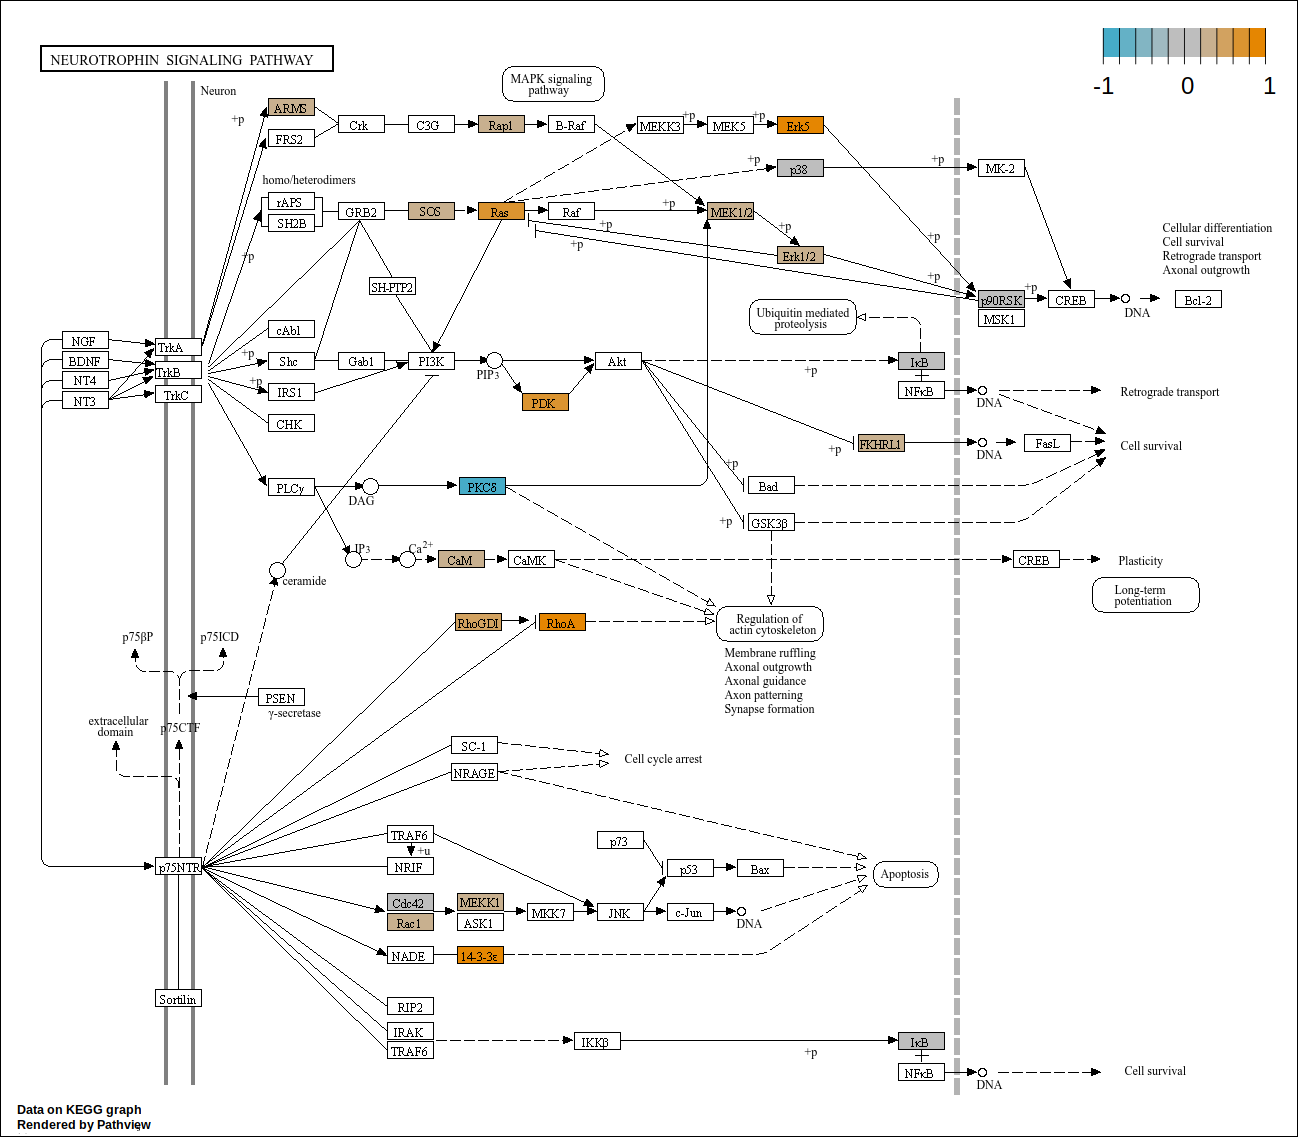 NEUROTROPHIN SIGNALING PATHWAY
-1 0 1
Neuron
MAPK signaling
pathway
ARMS
+p
FRS2
Crk
C3G
Rap1
B-Raf
MEKK3
+p
MEK5
+p
Erk5
p38
+p
+p
MK-2
homo/heterodimers
rAPS
SH2B
+p
GRB2
SOS
Ras
Raf
+p
MEK1/2
+p
+p
+p
Erk1/2
+p
+p
Cellular differentiation
Cell survival
Retrograde transport
Axonal outgrowth
SH-PTP2
p90RSK
+p
MSK1
CREB
DNA
Bcl-2
Ubiquitin mediated
proteolysis
NGF
BDNF
NT4
NT3
TrkA
TrkB
TrkC
cAbl
+p
Shc
+p
IRS1
CHK
Gab1
PI3K
PIP3
PDK
Akt
+p
IκB
NFκB
DNA
Retrograde transport
+p
FKHRL1
DNA
FasL
Cell survival
PLCγ
DAG
PKCδ
+p
Bad
+p
GSK3β
IP3
Ca2+
CaM
CaMK
CREB
Plasticity
Long-term
potentiation
ceramide
RhoGDI
RhoA
Regulation of
actin cytoskeleton
Membrane ruffling
Axonal outgrowth
Axonal guidance
Axon patterning
Synapse formation
p75βP
p75ICD
PSEN
γ-secretase
extracellular
domain
p75CTF
SC-1
NRAGE
Cell cycle arrest
TRAF6
+u
NRIF
p73
p53
Bax
Apoptosis
p75NTR
Cdc42
Rac1
MEKK1
ASK1
MKK7
JNK
c-Jun
DNA
NADE
14-3-3ε
Sortilin
RIP2
IRAK
TRAF6
IKKβ
+p
IκB
NFκB
DNA
Cell survival
Data on KEGG graph
Rendered by Pathview